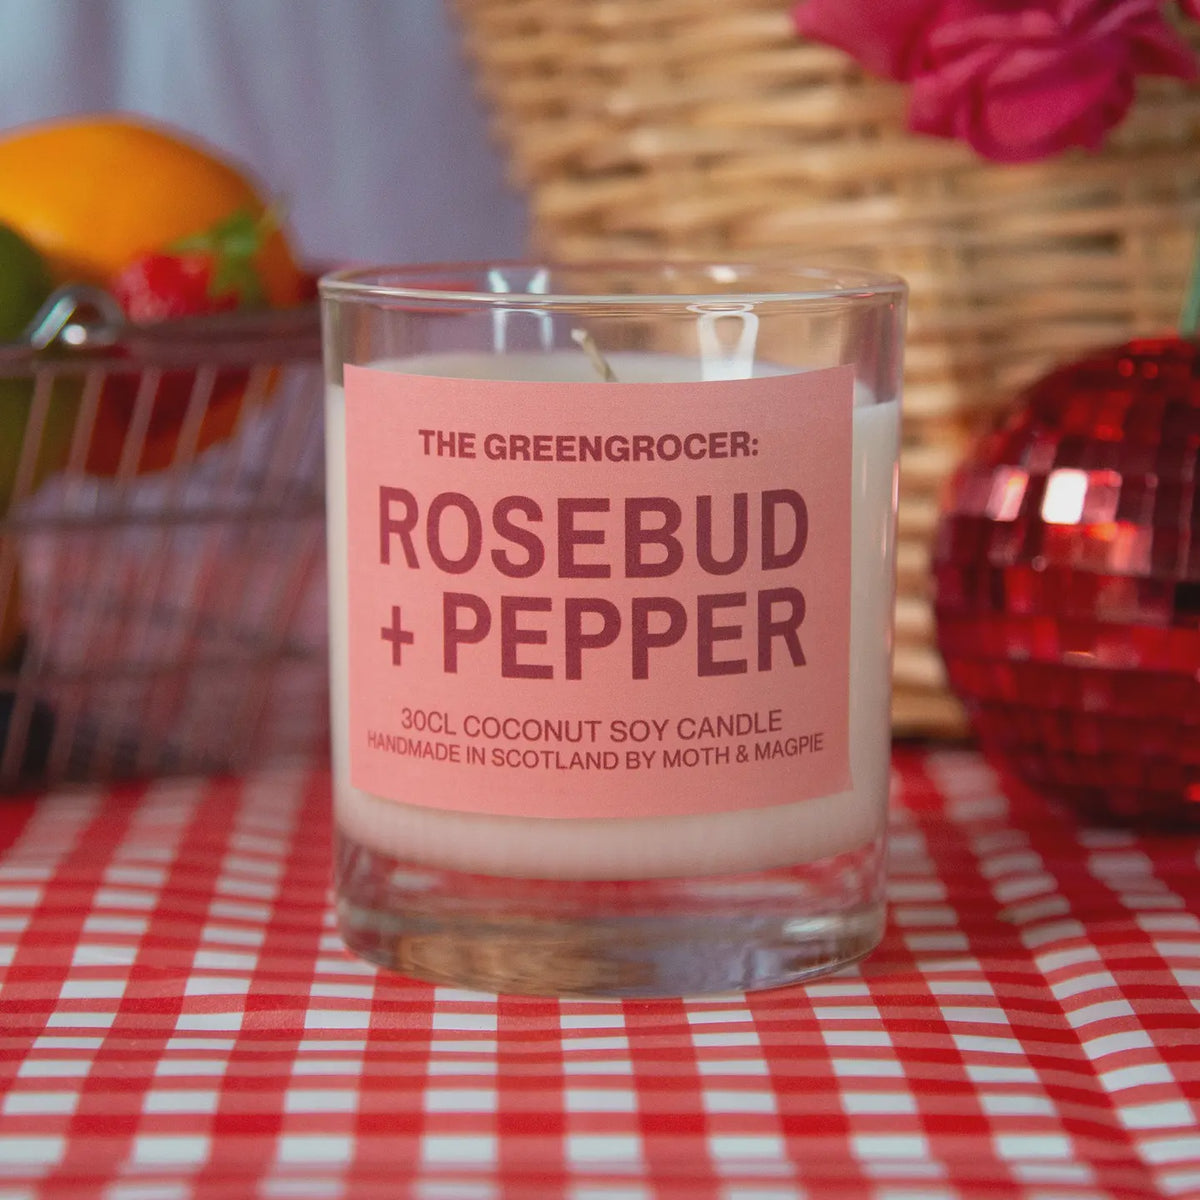 THE GREENGROCER:
ROSEBUD
+ PEPPER
30CL COCONUT SOY CANDLE
HANDMADE IN SCOTLAND BY MOTH & MAGPIE